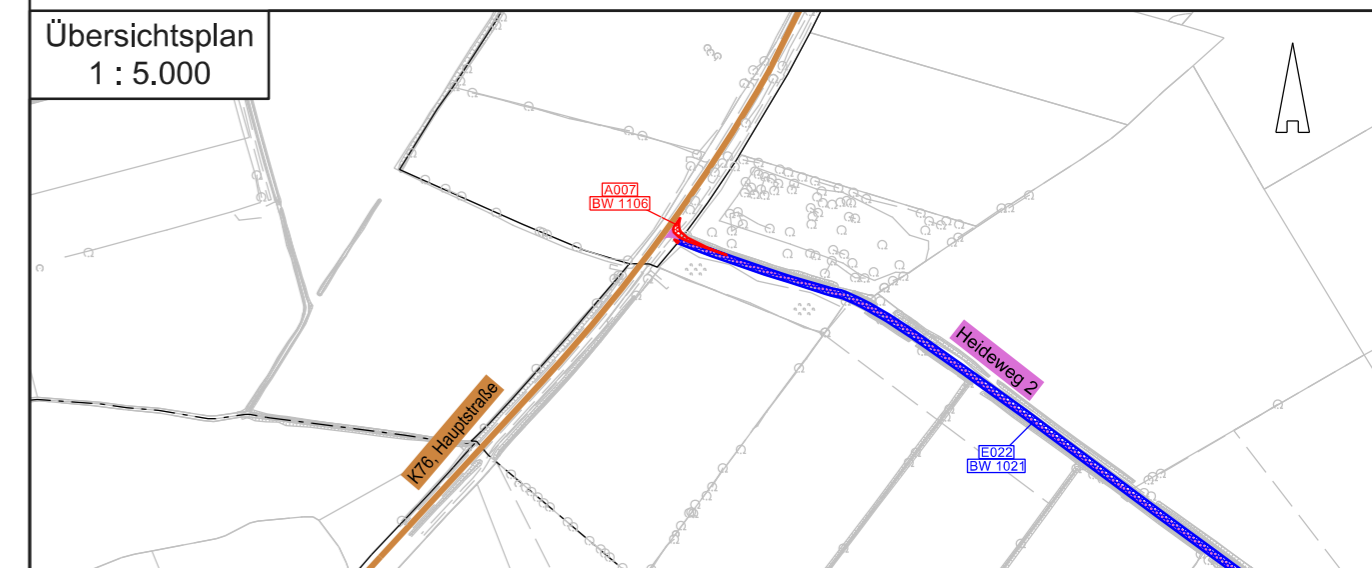 Übersichtsplan
1 : 5.000
A007
BW 1106
Heideweg 2
K76, Hauptstraße
E022
BW 1021